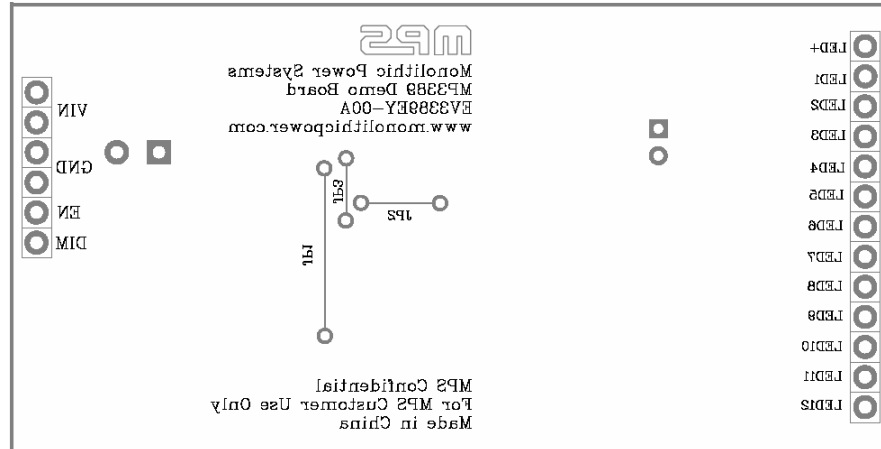 MPS
Monolithic Power Systems
MP3389 Demo Board
EV3389EY-00A
www.monolithicpower.com
VIN
GND
EN
DIM
JP3
JP2
JP1
LED+
LED1
LED2
LED3
LED4
LED5
LED6
LED7
LED8
LED9
LED10
LED11
LED12
MPS Confidential
For MPS Customer Use Only
Made in China